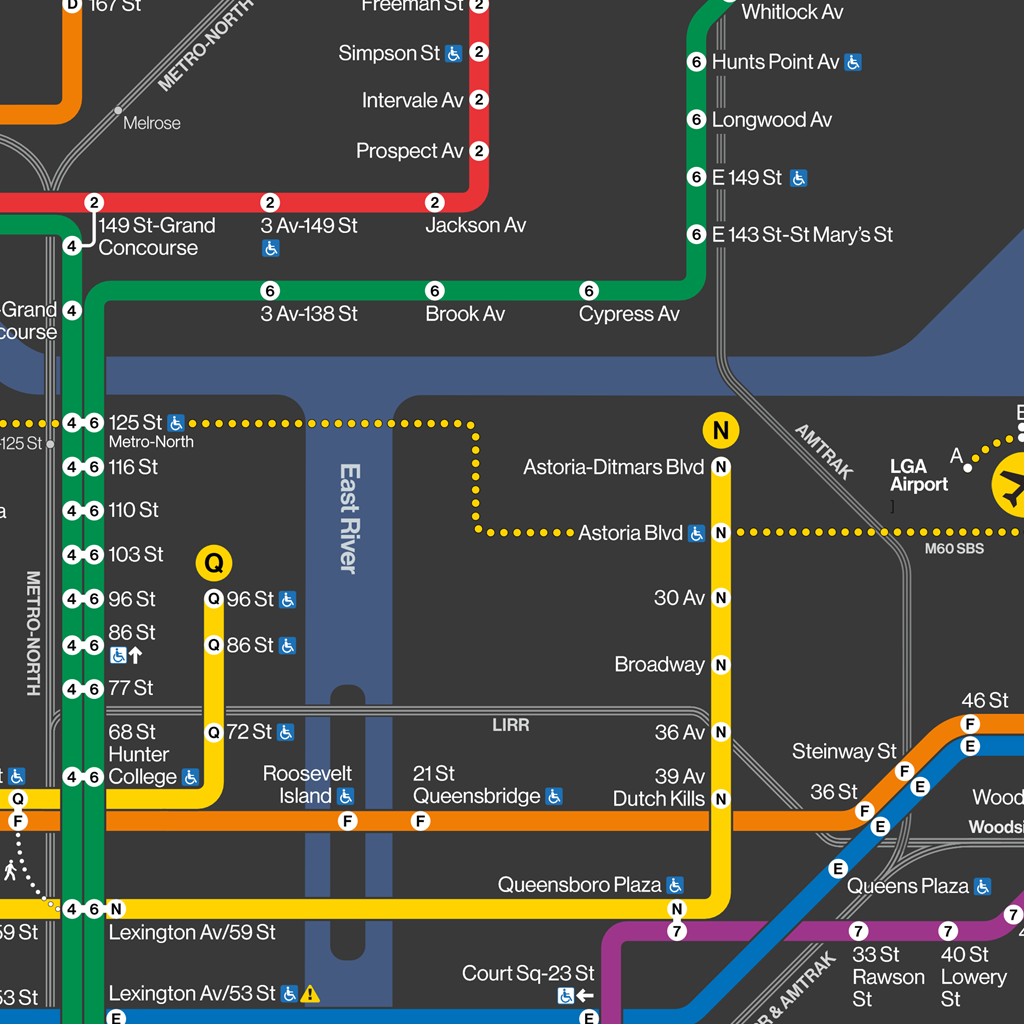 D 167 St
METRO-NORTH
Melrose
Freeman St 2
Simpson St 2
Intervale Av 2
Prospect Av 2
Whitlock Av
6 Hunts Point Av
6 Longwood Av
6 E 149 St
6 E 143 St-St Mary's St
2
149 St-Grand
Concourse
4
2
3 Av-149 St
2
Jackson Av
-Grand
course
4
6
3 Av-138 St
6
Brook Av
6
Cypress Av
4 6 125 St
Metro-North
-125 St
4 6 116 St
4 6 110 St
4 6 103 St
4 6 96 St
4 6 86 St
4 6 77 St
68 St
Hunter
College
4 6
METRO-NORTH
a
Q
Q 96 St
Q 86 St
Q 72 St
East River
LIRR
N
Astoria-Ditmars Blvd N
Astoria Blvd N
30 Av N
Broadway N
36 Av N
39 Av
Dutch Kills N
AMTRAK
LGA
Airport
]
A
M60 SBS
46 St
F
E
Steinway St
F
E
36 St
F
E
Wood
Woodsi
t
Q
F
Roosevelt
Island
F
21 St
Queensbridge
F
E
Queens Plaza
Queensboro Plaza
N
7
4 6 N
59 St
Lexington Av/59 St
7
33 St
Rawson
St
7
40 St
Lowery
St
7
4
Court Sq-23 St
E
53 St
Lexington Av/53 St
E
R & AMTRAK